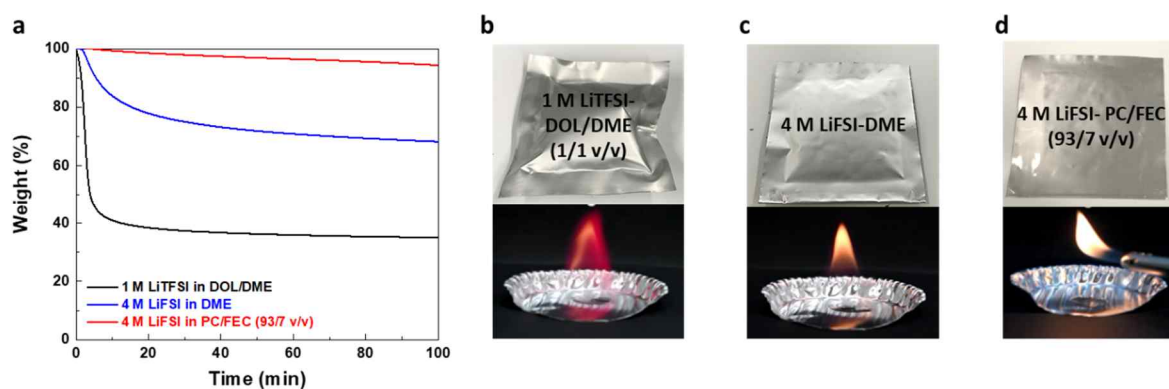 a
b
c
d
100
80
60
40
20
0
Weight (%)
1 M LiTFSI in DOL/DME
4 M LiFSI in DME
4 M LiFSI in PC/FEC (93/7 v/v)
0
20
40
60
80
100
Time (min)
1 M LiTFSI-
DOL/DME
(1/1 v/v)
4 M LiFSI-DME
4 M LiFSI- PC/FEC
(93/7 v/v)